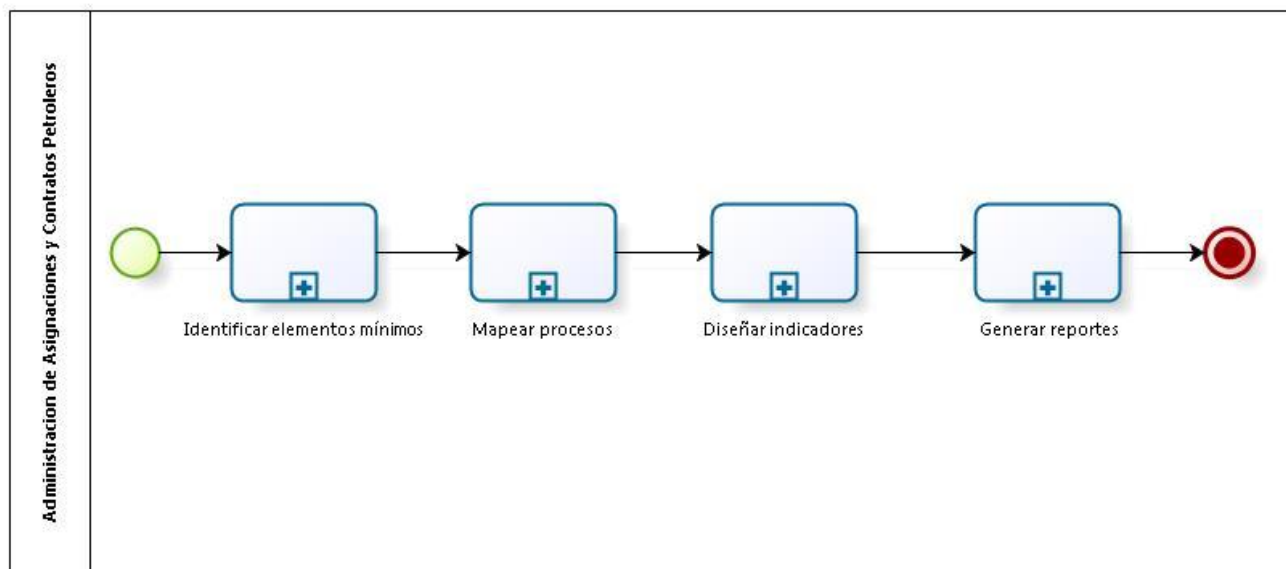 Administracion de Asignaciones y Contratos Petroleros
Identificar elementos mínimos
Mapear procesos
Diseñar indicadores
Generar reportes